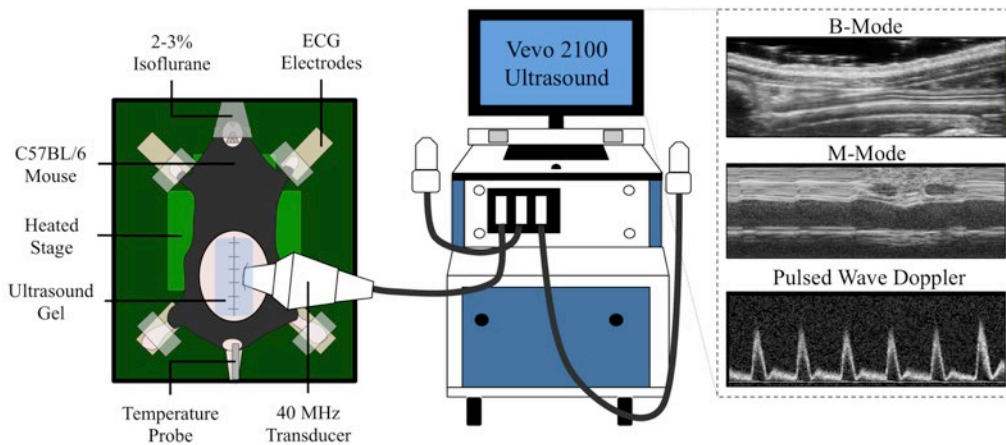 2-3%
Isoflurane
ECG
Electrodes
C57BL/6
Mouse
Heated
Stage
Ultrasound
Gel
Temperature
Probe
40 MHz
Transducer
Vevo 2100
Ultrasound
B-Mode
M-Mode
Pulsed Wave Doppler